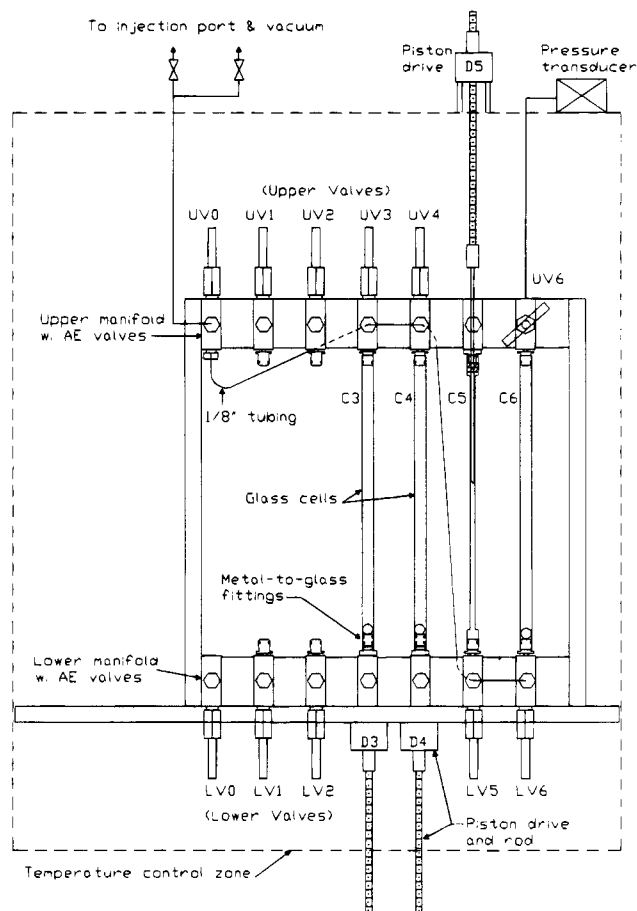 To injection port & vacuum
Piston
drive
D5
Pressure
transducer
(Upper Valves)
UV0 UV1 UV2 UV3 UV4
UV6
Upper manifold
w. AE valves
1/8" tubing
C3 C4 C5 C6
Glass cells
Metal-to-glass
fittings
Lower manifold
w. AE valves
D3 D4
LV0 LV1 LV2 LV5 LV6
(Lower Valves)
Piston drive
and rod
Temperature control zone